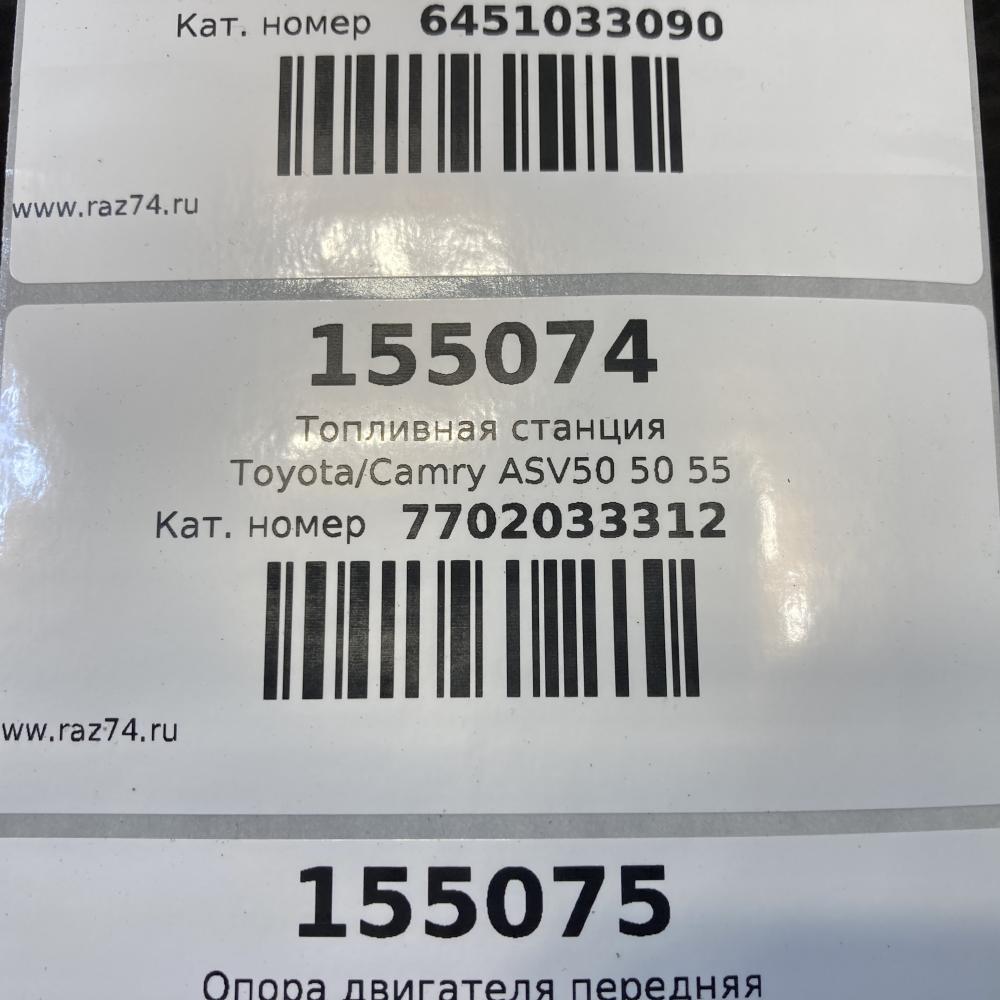 Кат. номер 6451033090
www.raz74.ru
155074
Топливная станция
Toyota/Camry ASV50 50 55
Кат. номер 7702033312
ww.raz74.ru
155075
Опора двигателя передняя